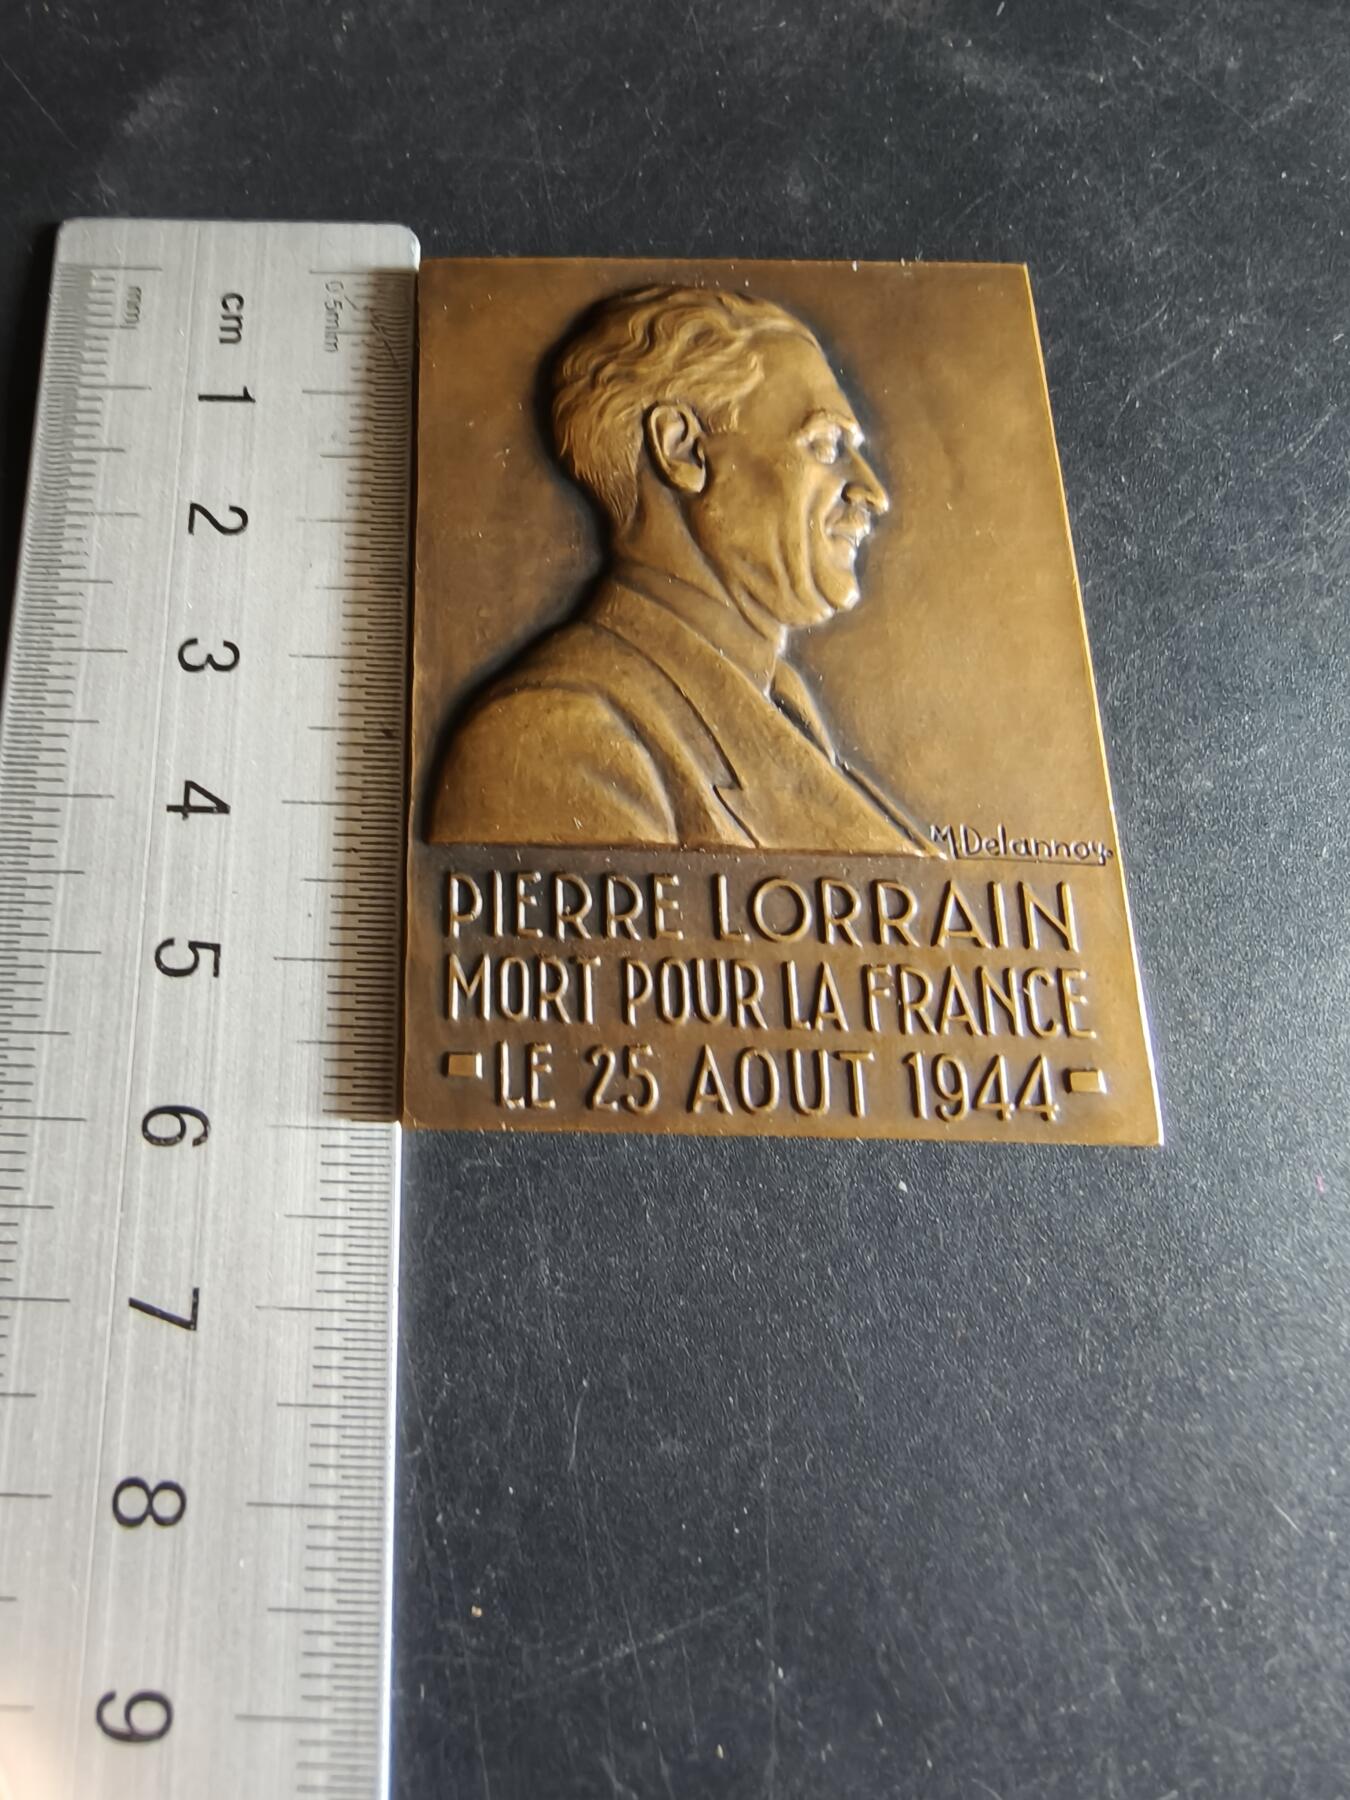 mm
cm
0.5mm
1
2
3
4
5
6
7
8
9
M.Delannoy.
PIERRE LORRAIN
MORT POUR LA FRANCE
-LE 25 AOUT 1944-